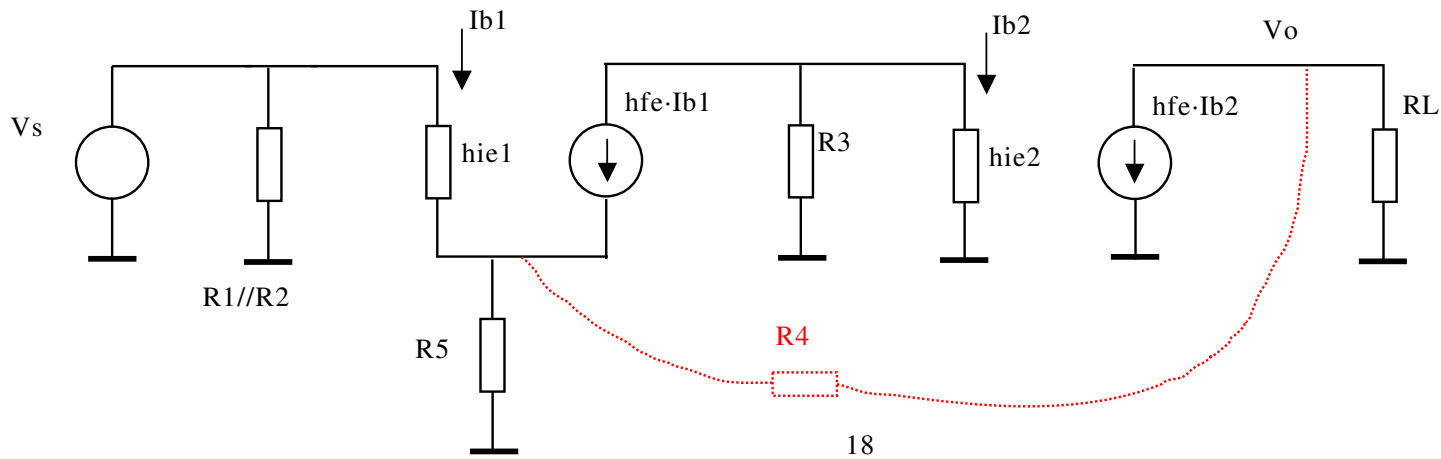 Ib1
Ib2
Vo
Vs
hie1
hfe·Ib1
R3
hie2
hfe·Ib2
RL
R1//R2
R5
R4
18